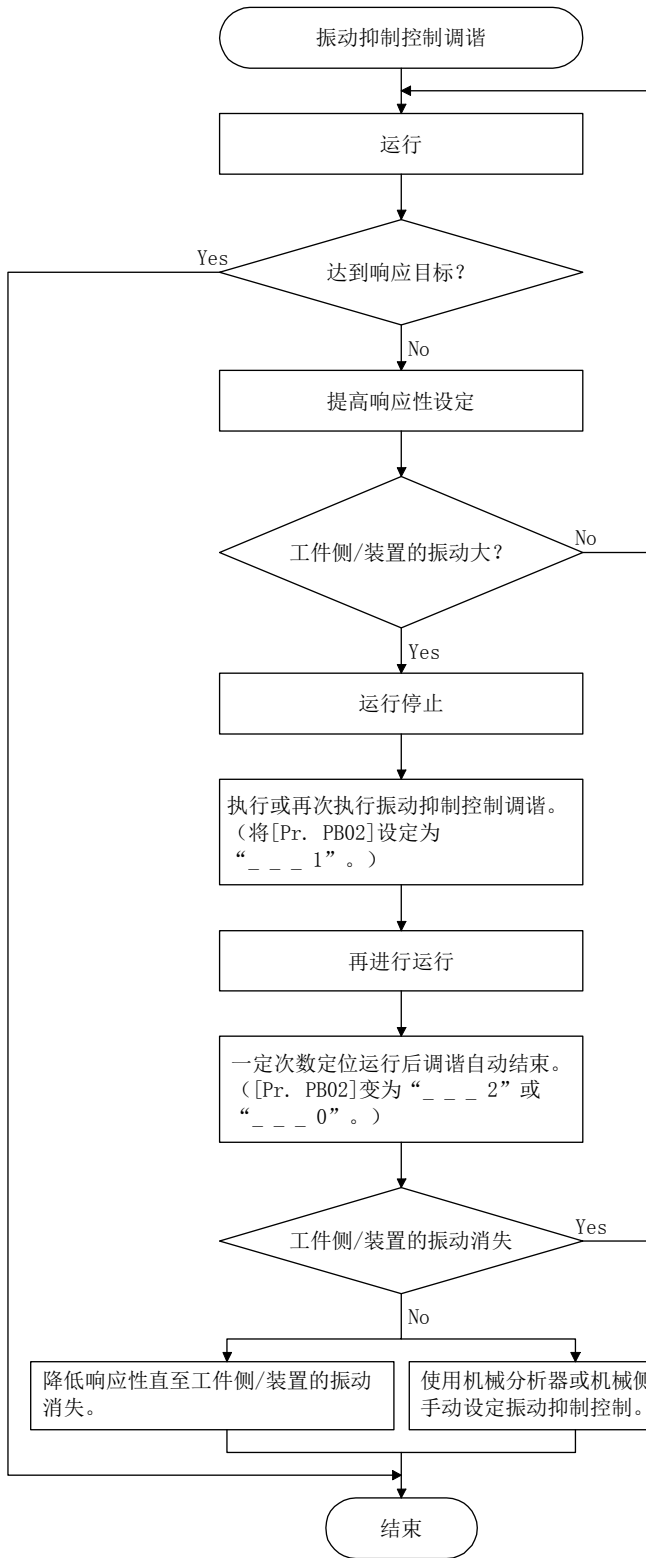 振动抑制控制调谐
运行
Yes
达到响应目标?
No
提高响应性设定
工件侧/装置的振动大?
No
Yes
运行停止
执行或再次执行振动抑制控制调谐。
(将[Pr. PB02]设定为
“_ _ _ 1”。)
再进行运行
一定次数定位运行后调谐自动结束。
([Pr. PB02]变为“_ _ _ 2”或
“_ _ _ 0”。)
工件侧/装置的振动消失
Yes
No
降低响应性直至工件侧/装置的振动
消失。
使用机械分析器或机械侧
手动设定振动抑制控制。
结束